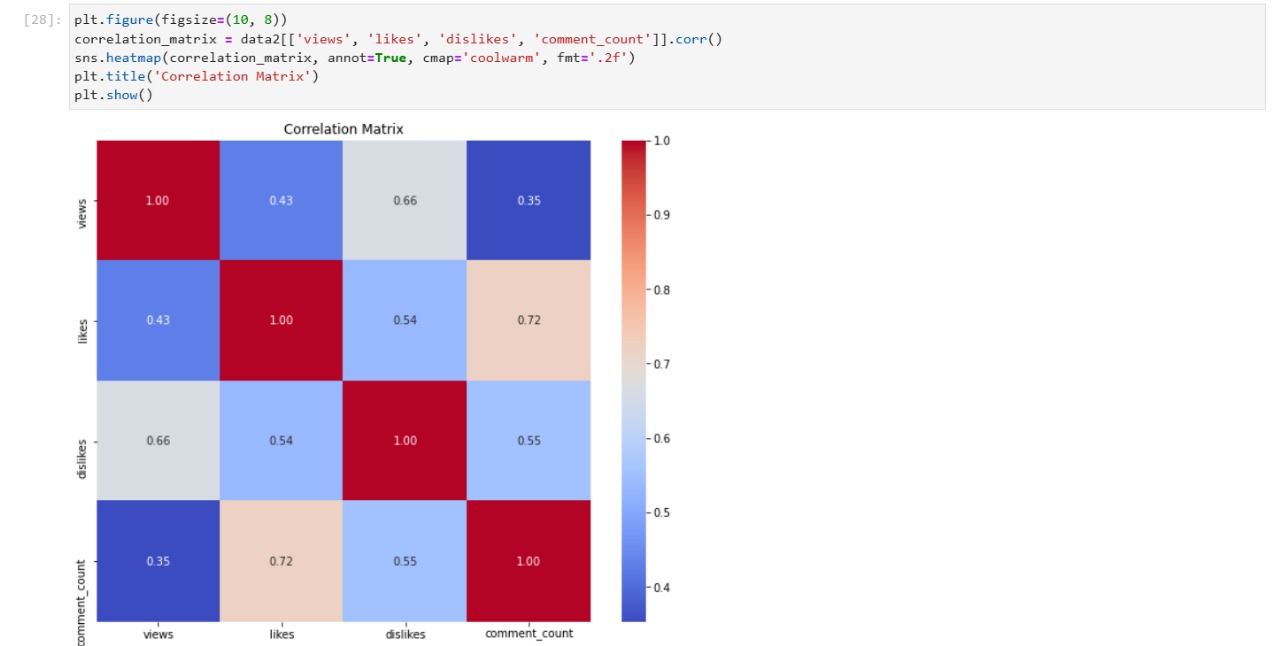 [28]: plt.figure(figsize=(10, 8))
correlation_matrix = data2[['views', 'likes', 'dislikes', 'comment_count']].corr()
sns.heatmap(correlation_matrix, annot=True, cmap='coolwarm', fmt='.2f')
plt.title('Correlation Matrix')
plt.show()
Correlation Matrix
views 1.00 0.43 0.66 0.35
likes 0.43 1.00 0.54 0.72
dislikes 0.66 0.54 1.00 0.55
comment_count 0.35 0.72 0.55 1.00
views likes dislikes comment_count
1.0
0.9
0.8
0.7
0.6
0.5
0.4